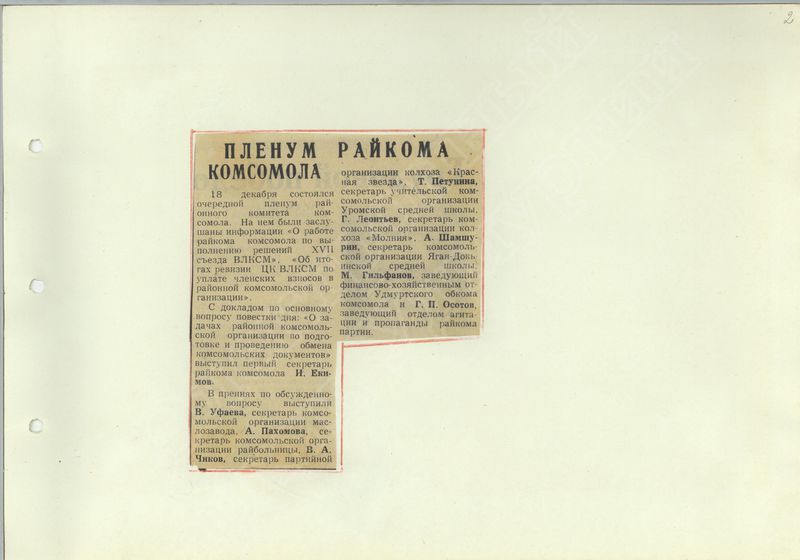 2
ПЛЕНУМ РАЙКОМА
КОМСОМОЛА
18 декабря состоялся
очередной пленум рай-
онного комитета ком-
сомола. На нем были заслу-
шаны информации «О работе
райкома комсомола по вы-
полнению решений XVII
съезда ВЛКСМ», «Об ито-
гах ревизии ЦК ВЛКСМ по
уплате членских взносов в
районной комсомольской ор-
ганизации».
С докладом по основному
вопросу повестки дня: «О за-
дачах районной комсомоль-
ской организации по подго-
товке и проведению обмена
комсомольских документов»
выступил первый секретарь
райкома комсомола И. Еки-
мов.
В прениях по обсужденно-
му вопросу выступили
В. Уфаева, секретарь комсо-
мольской организации мас-
лозавода, А. Пахомова, се-
кретарь комсомольской орга-
низации райбольницы, В. А.
Чиков, секретарь партийной
организации колхоза «Крас-
ная звезда», Т. Петунина,
секретарь учительской ком-
сомольской организации
Уромской средней школы,
Г. Леонтьев, секретарь ком-
сомольской организации кол-
хоза «Молния», А. Шамшу-
рин, секретарь комсомоль-
ской организации Яган-Докь-
инской средней школы,
М. Гильфанов, заведующий
финансово-хозяйственным от-
делом Удмуртского обкома
комсомола и Г. П. Осотов,
заведующий отделом агита-
ции и пропаганды райкома
партии.